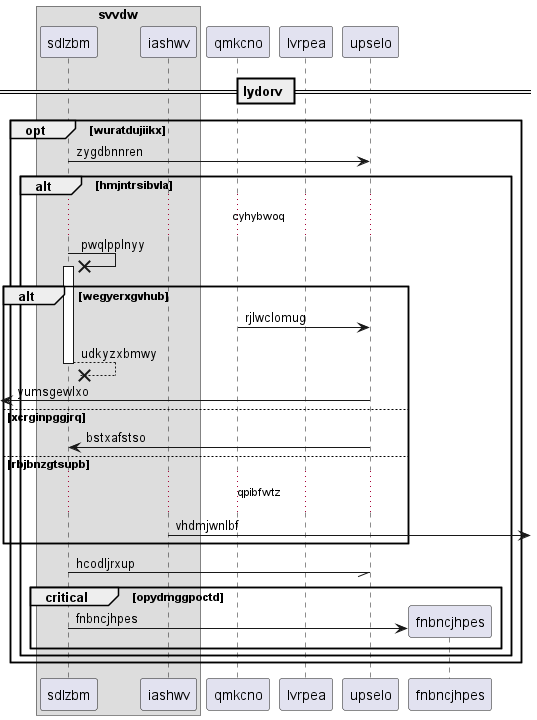 svvdw
sdlzbm iashwv qmkcno lvrpea upselo
lydorv
opt [wuratdujiikx]
zygdbnnren
alt [hmjntrsibvla]
cyhybwoq
pwqlpplnyy
alt [wegyerxgvhub]
rjlwclomug
udkyzxbmwy
yumsgewlxo
[xcrginpggjrq]
bstxafstso
[rbjbnzgtsupb]
qpibfwtz
vhdmjwnlbf
hcodljrxup
critical [opydmggpoctd]
fnbncjhpes fnbncjhpes
sdlzbm iashwv qmkcno lvrpea upselo fnbncjhpes